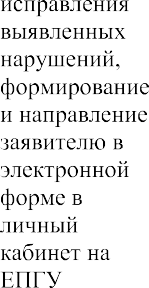 исправления
выявленных
нарушений,
формирование
и направление
заявителю в
электронной
форме в
личный
кабинет на
ЕПГУ